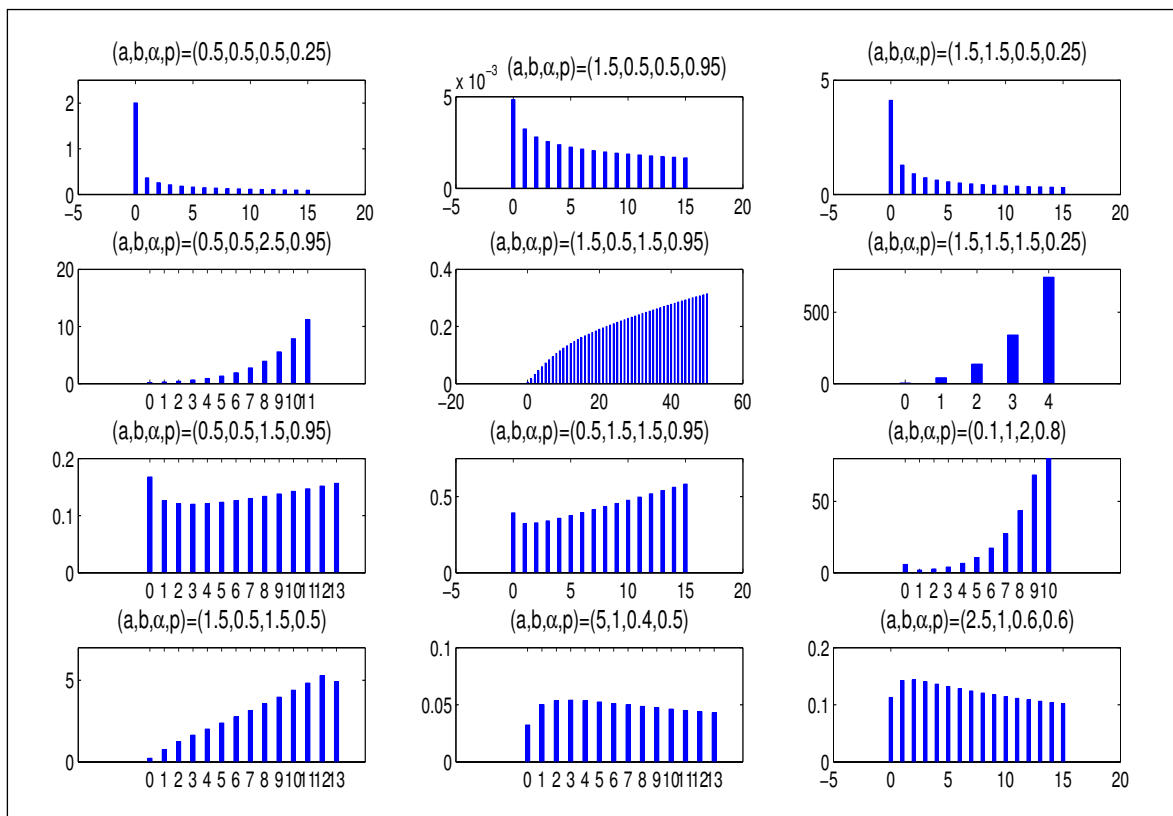 (a,b,α,p)=(0.5,0.5,0.5,0.25)
2
1
0
−5 0 5 10 15 20
x 10⁻³ (a,b,α,p)=(1.5,0.5,0.5,0.95)
5
0
−5 0 5 10 15 20
(a,b,α,p)=(1.5,1.5,0.5,0.25)
5
0
−5 0 5 10 15 20
(a,b,α,p)=(0.5,0.5,2.5,0.95)
20
10
0
0 1 2 3 4 5 6 7 8 9 10 11
(a,b,α,p)=(1.5,0.5,1.5,0.95)
0.4
0.2
0
−20 0 20 40 60
(a,b,α,p)=(1.5,1.5,1.5,0.25)
500
0
0 1 2 3 4
(a,b,α,p)=(0.5,0.5,1.5,0.95)
0.2
0.1
0
0 1 2 3 4 5 6 7 8 9 10 11 12 13
(a,b,α,p)=(0.5,1.5,1.5,0.95)
0.5
0
−5 0 5 10 15 20
(a,b,α,p)=(0.1,1,2,0.8)
50
0
0 1 2 3 4 5 6 7 8 9 10
(a,b,α,p)=(1.5,0.5,1.5,0.5)
5
0
0 1 2 3 4 5 6 7 8 9 10 11 12 13
(a,b,α,p)=(5,1,0.4,0.5)
0.1
0.05
0
0 1 2 3 4 5 6 7 8 9 10 11 12 13
(a,b,α,p)=(2.5,1,0.6,0.6)
0.2
0.1
0
−5 0 5 10 15 20